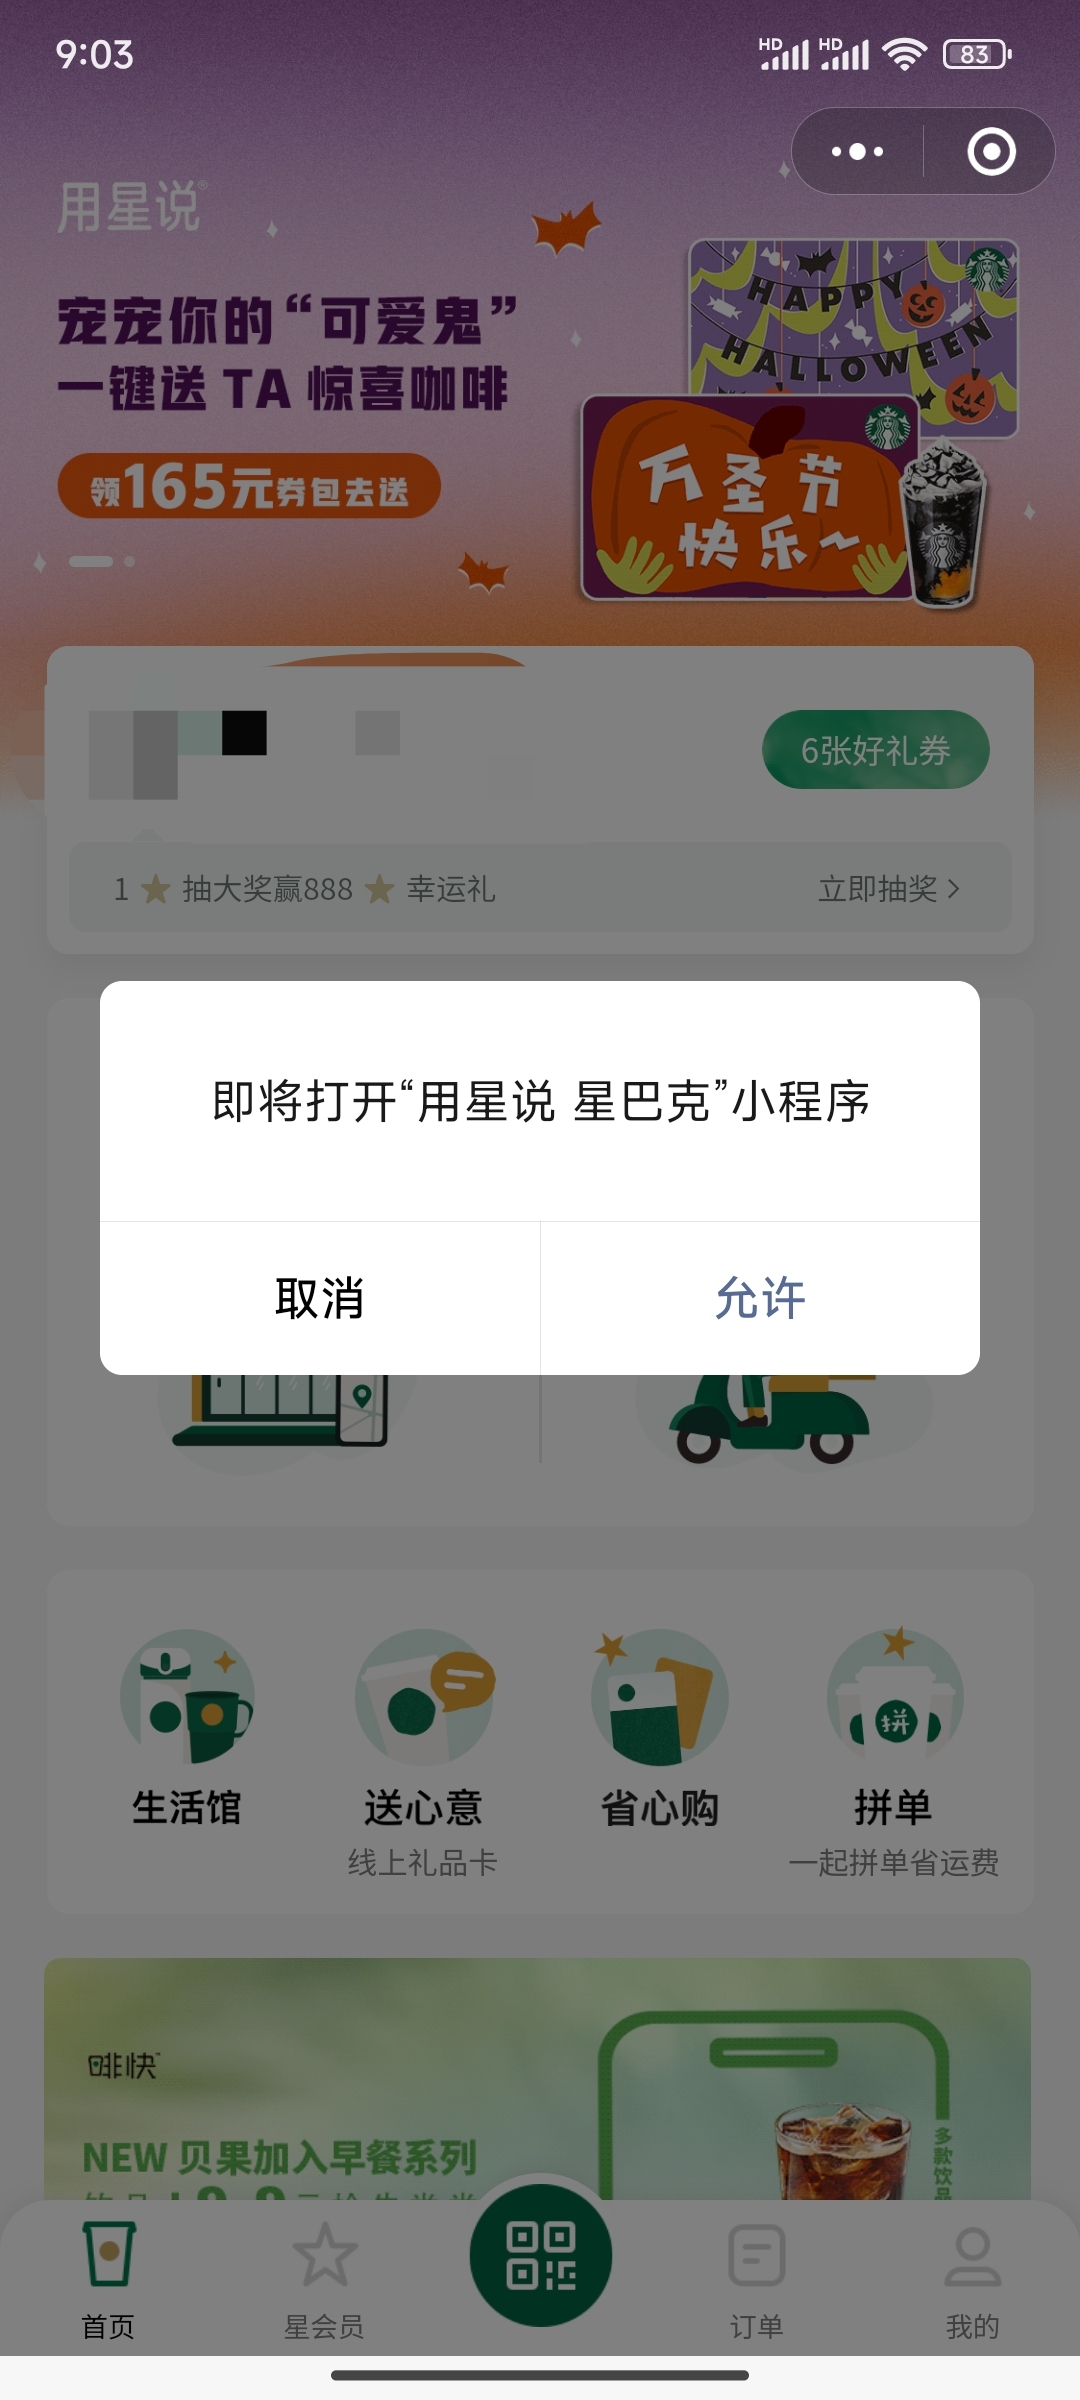 9:03
HD HD 83
用星说®
宠宠你的“可爱鬼”
一键送 TA 惊喜咖啡
领165元券包去送
HAPPY
HALLOWEEN
万圣节
快乐~
6张好礼券
1 抽大奖赢888 幸运礼
立即抽奖
即将打开“用星说 星巴克”小程序
取消
允许
拼
生活馆
送心意
省心购
拼单
线上礼品卡
一起拼单省运费
啡快™
NEW 贝果加入早餐系列
多款饮品
首页
星会员
订单
我的